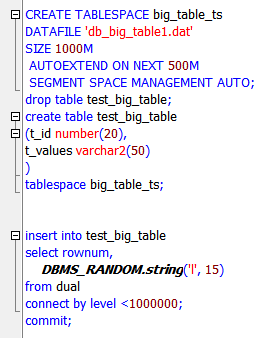 CREATE TABLESPACE big_table_ts
DATAFILE 'db_big_table1.dat'
SIZE 1000M
AUTOEXTEND ON NEXT 500M
SEGMENT SPACE MANAGEMENT AUTO;
drop table test_big_table;
create table test_big_table
(t_id number(20),
t_values varchar2(50)
)
tablespace big_table_ts;
insert into test_big_table
select rownum,
DBMS_RANDOM.string('l', 15)
from dual
connect by level <1000000;
commit;